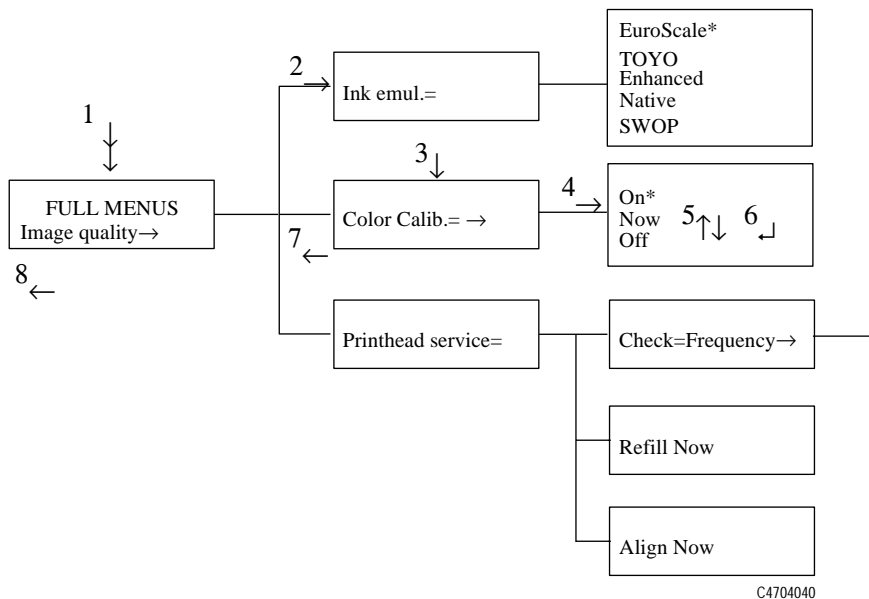 1
FULL MENUS
Image quality→
8 ←
2 →
Ink emul.=
EuroScale*
TOYO
Enhanced
Native
SWOP
3 ↓
Color Calib.= →
7 ←
4 →
On*
Now
Off
5 ↑↓
6 ↵
Printhead service=
Check=Frequency→
Refill Now
Align Now
C4704040